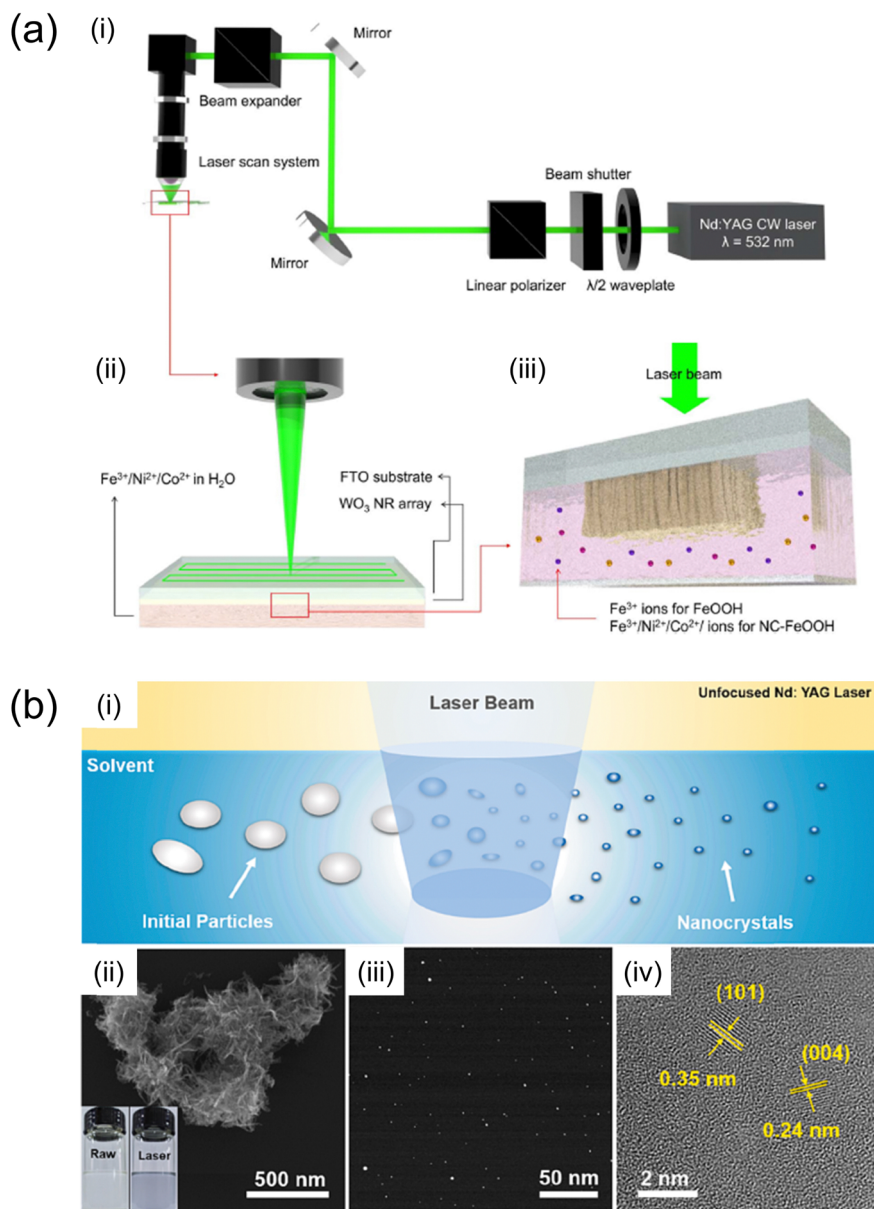 (a)
(i)
Mirror
Beam expander
Laser scan system
Beam shutter
Nd:YAG CW laser
λ = 532 nm
Mirror
Linear polarizer
λ/2 waveplate
(ii)
Fe³⁺/Ni²⁺/Co²⁺ in H₂O
FTO substrate
WO₃ NR array
(iii)
Laser beam
Fe³⁺ ions for FeOOH
Fe³⁺/Ni²⁺/Co²⁺/ ions for NC-FeOOH
(b)
(i)
Laser Beam
Unfocused Nd: YAG Laser
Solvent
Initial Particles
Nanocrystals
(ii)
Raw
Laser
500 nm
(iii)
50 nm
(iv)
(101)
0.35 nm
(004)
0.24 nm
2 nm